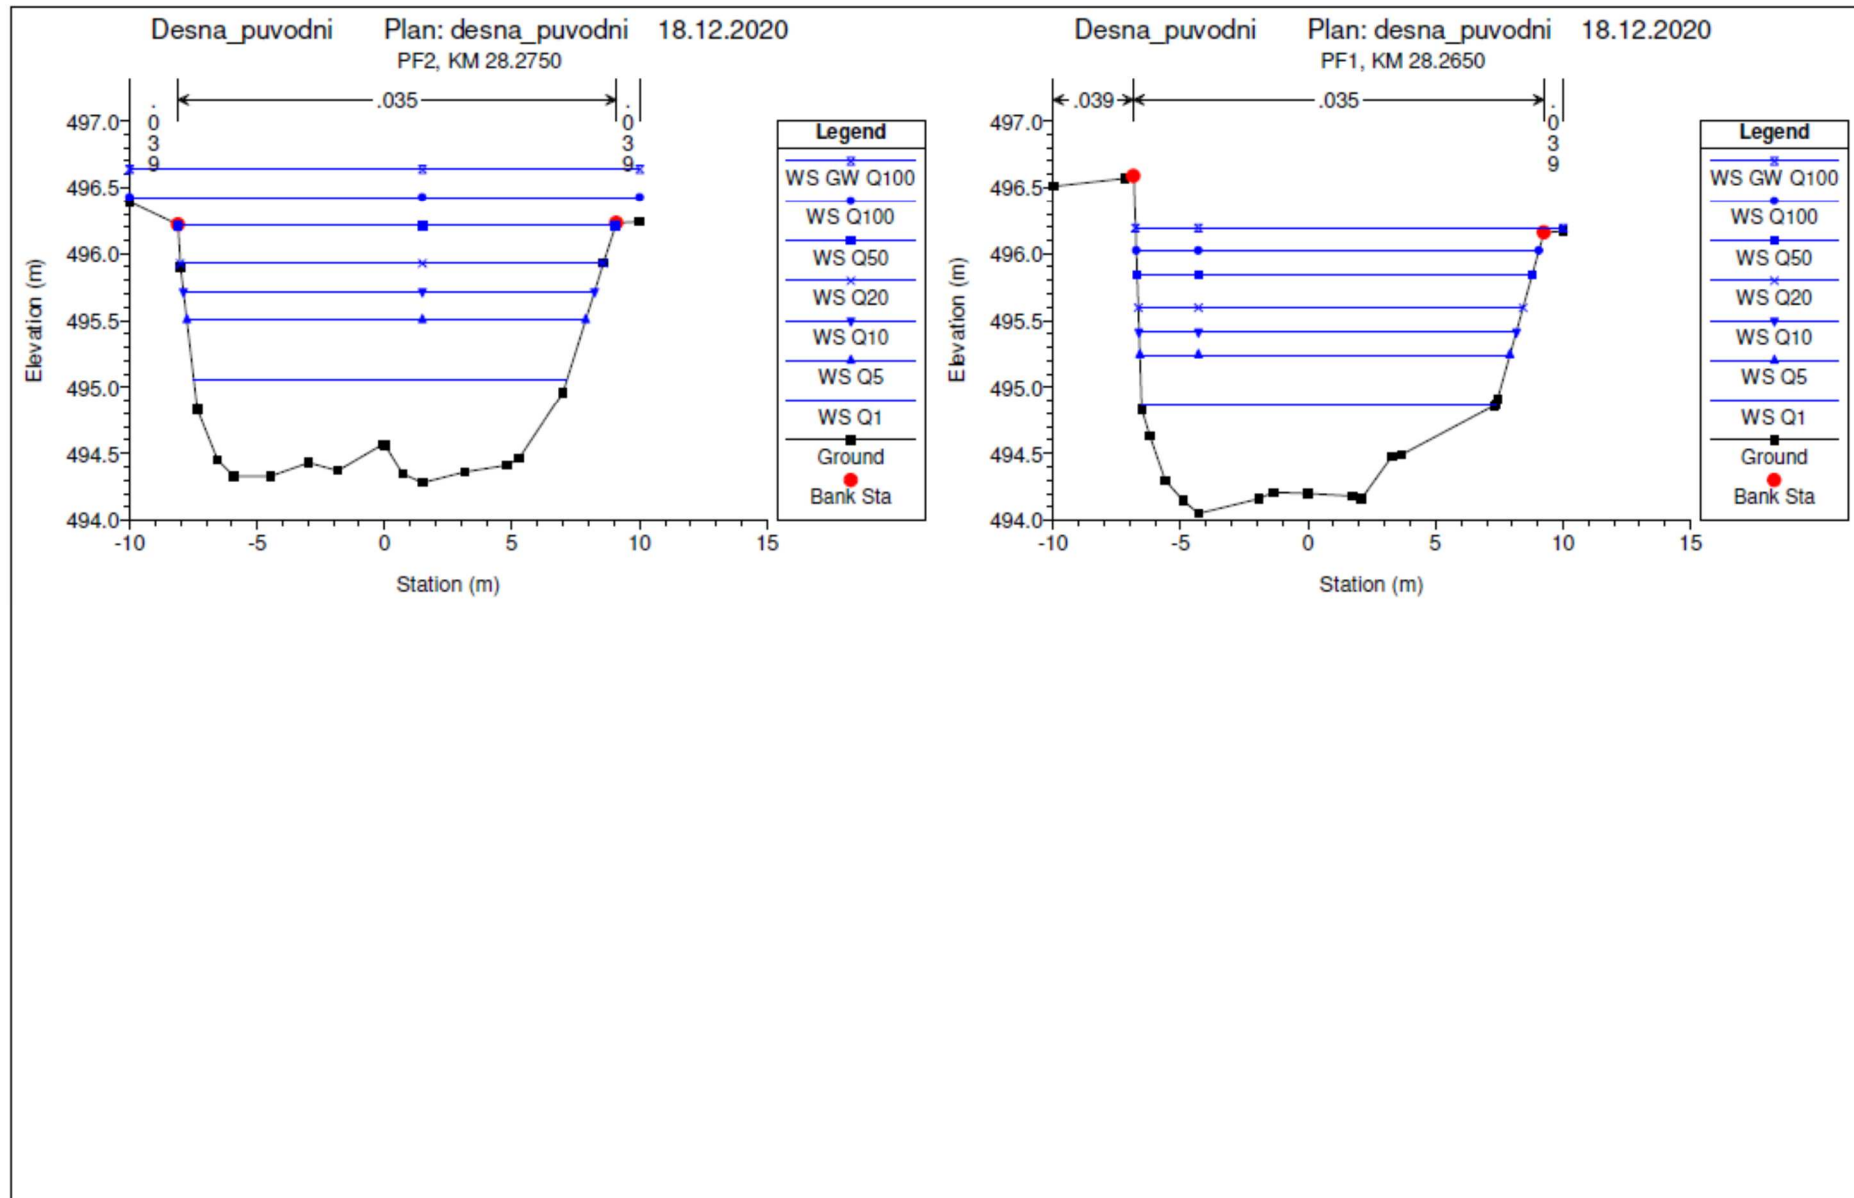 Desna_puvodni Plan: desna_puvodni 18.12.2020
PF2, KM 28.2750
.039
.035
.039
Elevation (m)
497.0
496.5
496.0
495.5
495.0
494.5
494.0
-10 -5 0 5 10 15
Station (m)
Legend
WS GW Q100
WS Q100
WS Q50
WS Q20
WS Q10
WS Q5
WS Q1
Ground
Bank Sta
Desna_puvodni Plan: desna_puvodni 18.12.2020
PF1, KM 28.2650
.039
.035
.039
Elevation (m)
497.0
496.5
496.0
495.5
495.0
494.5
494.0
-10 -5 0 5 10 15
Station (m)
Legend
WS GW Q100
WS Q100
WS Q50
WS Q20
WS Q10
WS Q5
WS Q1
Ground
Bank Sta